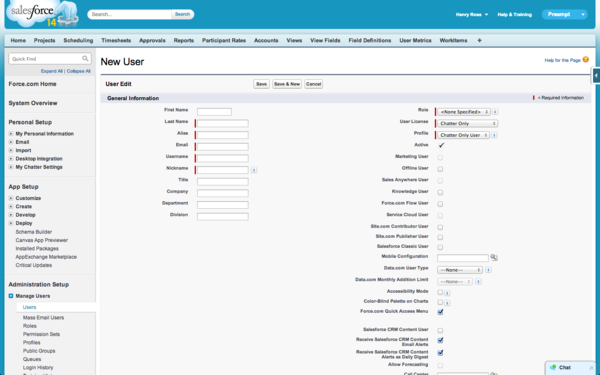 salesforce
14
Search...
Search
Henry Ross
Help & Training
Preempt
Home Projects Scheduling Timesheets Approvals Reports Participant Rates Accounts Views View Fields Field Definitions User Metrics WorkItems +
Quick Find
Expand All | Collapse All
Force.com Home
System Overview
Personal Setup
My Personal Information
Email
Import
Desktop Integration
My Chatter Settings
App Setup
Customize
Create
Develop
Deploy
Schema Builder
Canvas App Previewer
Installed Packages
AppExchange Marketplace
Critical Updates
Administration Setup
Manage Users
Users
Mass Email Users
Roles
Permission Sets
Profiles
Public Groups
Queues
Login History
New User
Help for this Page
User Edit
Save
Save & New
Cancel
General Information
= Required Information
First Name
Last Name
Alias
Email
Username
Nickname
Title
Company
Department
Division
Role <None Specified>
User License Chatter Only
Profile Chatter Only User
Active
Marketing User
Offline User
Sales Anywhere User
Knowledge User
Force.com Flow User
Service Cloud User
Site.com Contributor User
Site.com Publisher User
Salesforce Classic User
Mobile Configuration
Data.com User Type --None--
Data.com Monthly Addition Limit --None--
Accessibility Mode
Color-Blind Palette on Charts
Force.com Quick Access Menu
Salesforce CRM Content User
Receive Salesforce CRM Content
Email Alerts
Receive Salesforce CRM Content
Alerts as Daily Digest
Allow Forecasting
Call Center
Chat